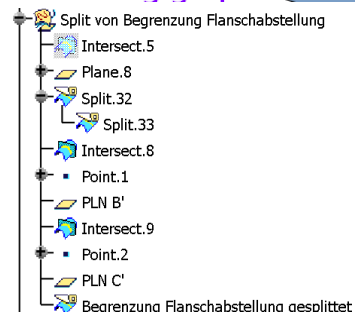 Split von Begrenzung Flanschabstellung
Intersect.5
Plane.8
Split.32
Split.33
Intersect.8
Point.1
PLN B'
Intersect.9
Point.2
PLN C'
Begrenzung Flanschabstellung gesplittet